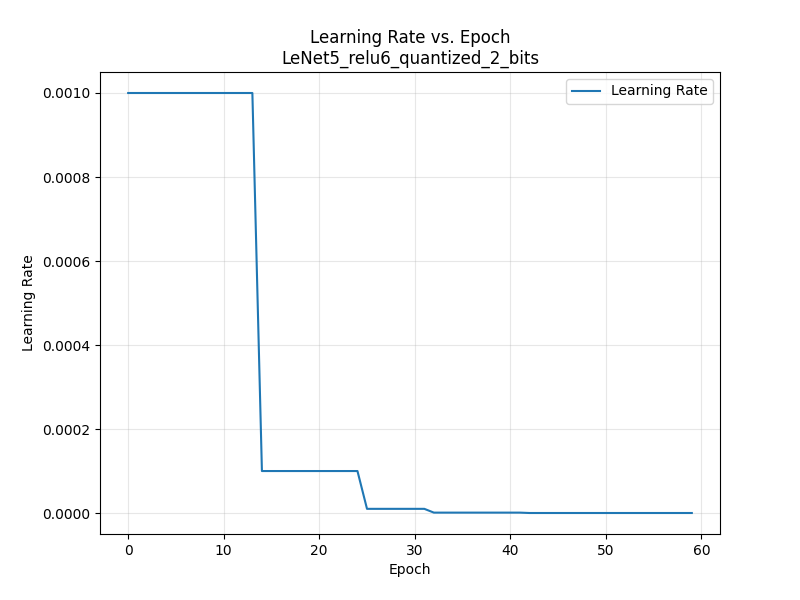 Learning Rate vs. Epoch
LeNet5_relu6_quantized_2_bits
Learning Rate
0.0010
0.0008
0.0006
0.0004
0.0002
0.0000
Learning Rate
0 10 20 30 40 50 60
Epoch